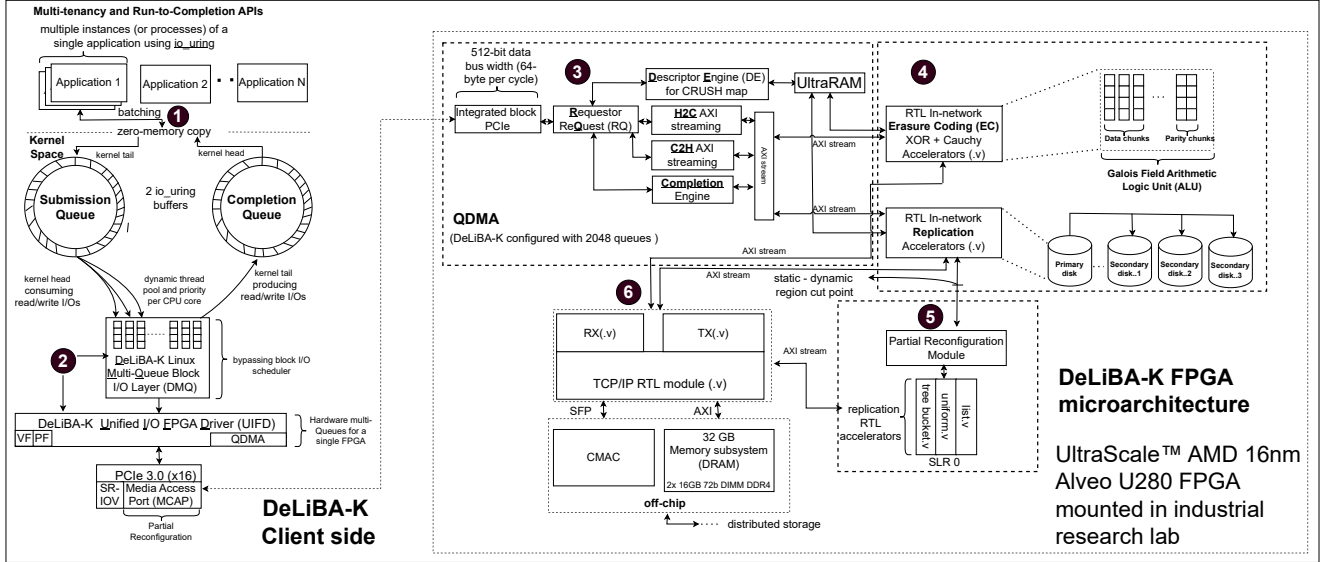 Multi-tenancy and Run-to-Completion APIs
multiple instances (or processes) of a
single application using io_uring
Application 1
Application 2
Application N
batching
1
zero-memory copy
Kernel
Space
kernel tail
kernel head
Submission
Queue
2 io_uring
buffers
Completion
Queue
kernel head
consuming
read/write I/Os
dynamic thread
pool and priority
per CPU core
kernel tail
producing
read/write I/Os
2
DeLiBA-K Linux
Multi-Queue Block
I/O Layer (DMQ)
bypassing block I/O
scheduler
DeLiBA-K Unified I/O FPGA Driver (UIFD)
VF
PF
QDMA
Hardware multi-
Queues for a
single FPGA
PCIe 3.0 (x16)
SR-
IOV
Media Access
Port (MCAP)
Partial
Reconfiguration
DeLiBA-K
Client side
512-bit data
bus width (64-
byte per cycle)
3
Integrated block
PCIe
Requestor
ReQuest (RQ)
Descriptor Engine (DE)
for CRUSH map
UltraRAM
H2C AXI
streaming
C2H AXI
streaming
Completion
Engine
AXI stream
QDMA
(DeLiBA-K configured with 2048 queues )
AXI stream
AXI stream
AXI stream
AXI stream
4
RTL In-network
Erasure Coding (EC)
XOR + Cauchy
Accelerators (.v)
Data chunks
Parity chunks
Galois Field Arithmetic
Logic Unit (ALU)
RTL In-network
Replication
Accelerators (.v)
Primary
disk
Secondary
disk..1
Secondary
disk..2
Secondary
disk..3
static - dynamic
region cut point
6
RX(.v)
TX(.v)
TCP/IP RTL module (.v)
SFP
AXI
CMAC
32 GB
Memory subsystem
(DRAM)
2x 16GB 72b DIMM DDR4
off-chip
distributed storage
AXI stream
5
Partial Reconfiguration
Module
replication
RTL
accelerators
tree bucket.v
uniform.v
list.v
SLR 0
DeLiBA-K FPGA
microarchitecture
UltraScale™ AMD 16nm
Alveo U280 FPGA
mounted in industrial
research lab